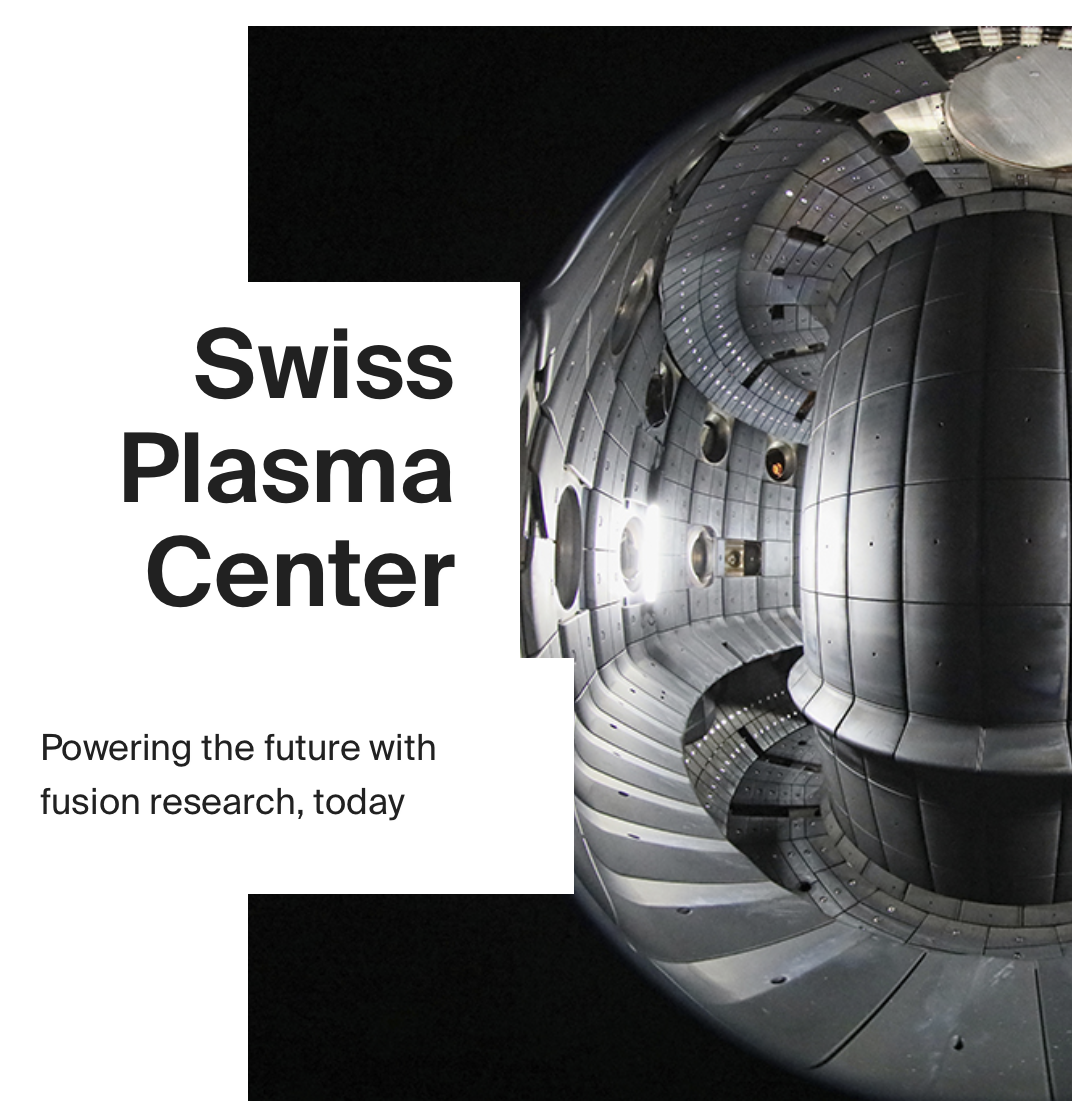 Swiss
Plasma
Center
Powering the future with
fusion research, today